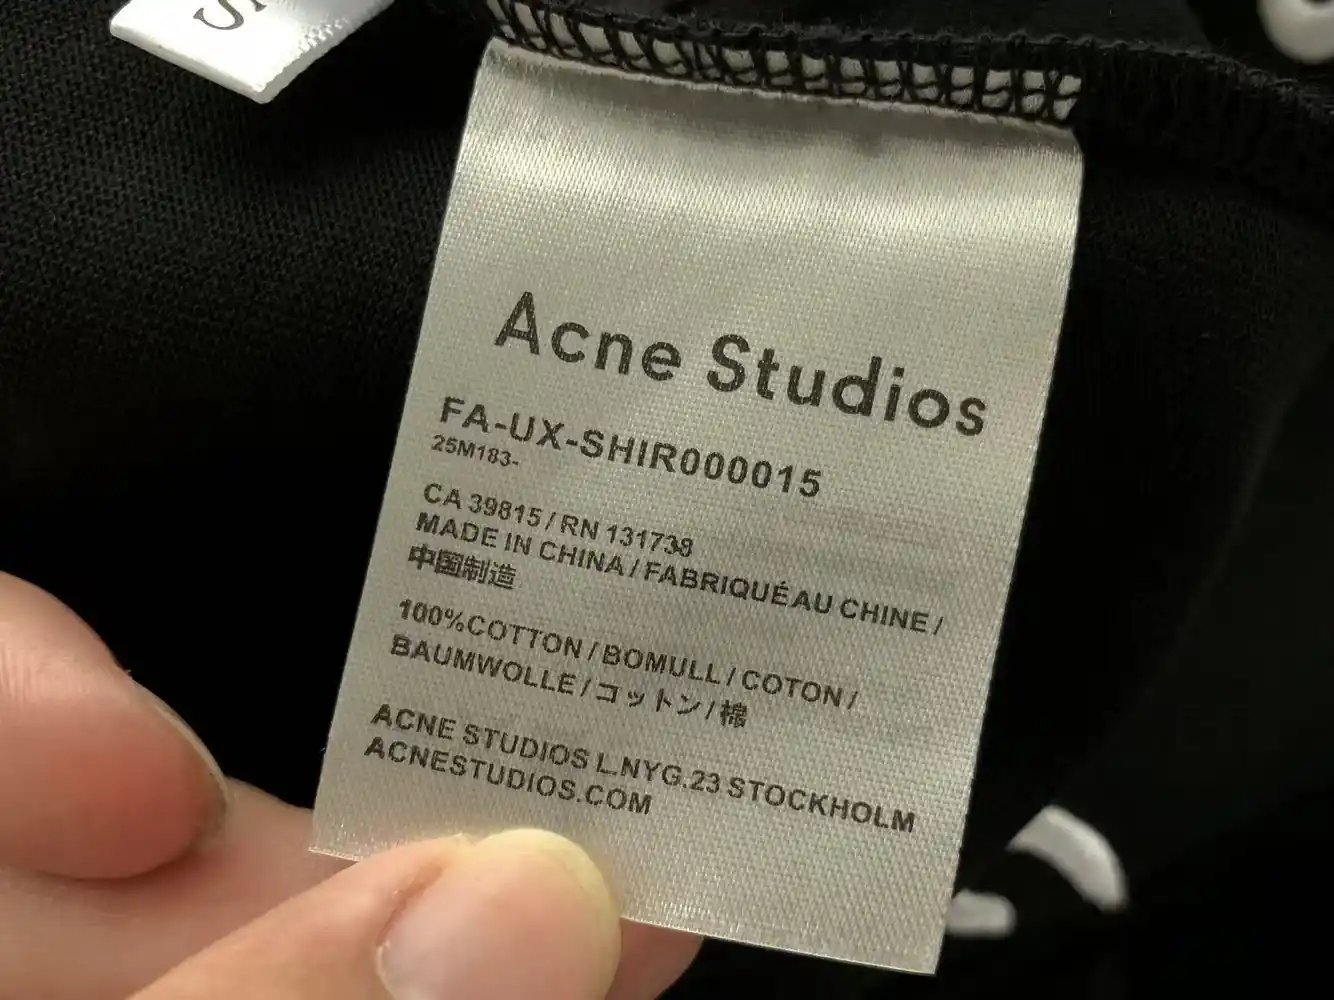 Acne Studios
FA-UX-SHIR000015
25M183-
CA 39815 / RN 131738
MADE IN CHINA / FABRIQUÉ AU CHINE /
中国制造
100%COTTON / BOMULL / COTON /
BAUMWOLLE / コットン / 棉
ACNE STUDIOS L.NYG.23 STOCKHOLM
ACNESTUDIOS.COM